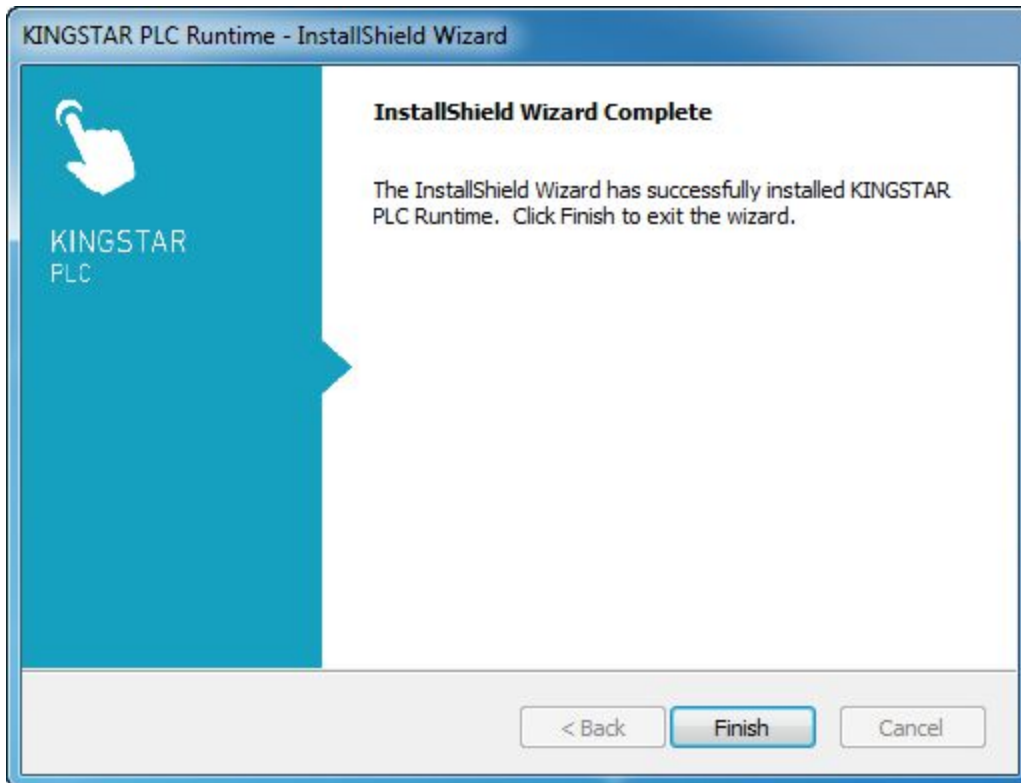 KINGSTAR PLC Runtime - InstallShield Wizard
KINGSTAR
PLC
InstallShield Wizard Complete
The InstallShield Wizard has successfully installed KINGSTAR
PLC Runtime.  Click Finish to exit the wizard.
< Back
Finish
Cancel